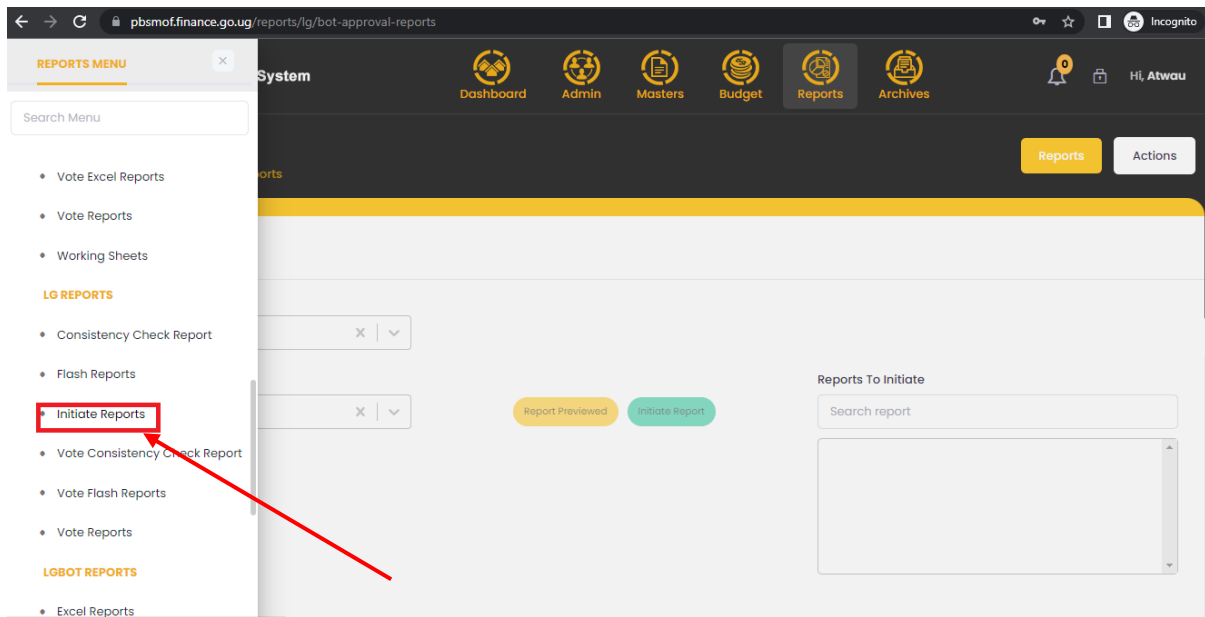 pbsmof.finance.go.ug/reports/lg/bot-approval-reports
Incognito
REPORTS MENU
System
Dashboard
Admin
Masters
Budget
Reports
Archives
0
Hi, Atwau
Search Menu
Reports
Actions
Vote Excel Reports
Vote Reports
Working Sheets
LG REPORTS
Consistency Check Report
Flash Reports
Initiate Reports
Vote Consistency Check Report
Vote Flash Reports
Vote Reports
LGBOT REPORTS
Excel Reports
Report Previewed
Initiate Report
Reports To Initiate
Search report